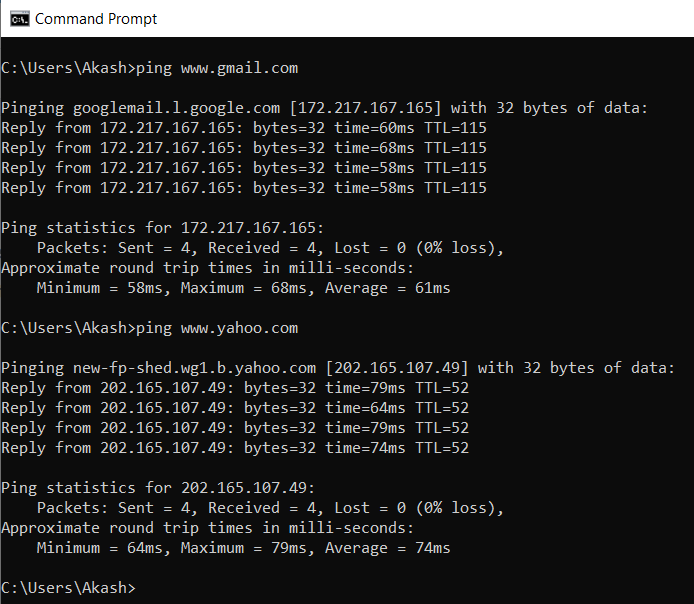 Command Prompt
C:\Users\Akash>ping www.gmail.com
Pinging googlemail.l.google.com [172.217.167.165] with 32 bytes of data:
Reply from 172.217.167.165: bytes=32 time=60ms TTL=115
Reply from 172.217.167.165: bytes=32 time=68ms TTL=115
Reply from 172.217.167.165: bytes=32 time=58ms TTL=115
Reply from 172.217.167.165: bytes=32 time=58ms TTL=115
Ping statistics for 172.217.167.165:
    Packets: Sent = 4, Received = 4, Lost = 0 (0% loss),
Approximate round trip times in milli-seconds:
    Minimum = 58ms, Maximum = 68ms, Average = 61ms
C:\Users\Akash>ping www.yahoo.com
Pinging new-fp-shed.wg1.b.yahoo.com [202.165.107.49] with 32 bytes of data:
Reply from 202.165.107.49: bytes=32 time=79ms TTL=52
Reply from 202.165.107.49: bytes=32 time=64ms TTL=52
Reply from 202.165.107.49: bytes=32 time=79ms TTL=52
Reply from 202.165.107.49: bytes=32 time=74ms TTL=52
Ping statistics for 202.165.107.49:
    Packets: Sent = 4, Received = 4, Lost = 0 (0% loss),
Approximate round trip times in milli-seconds:
    Minimum = 64ms, Maximum = 79ms, Average = 74ms
C:\Users\Akash>